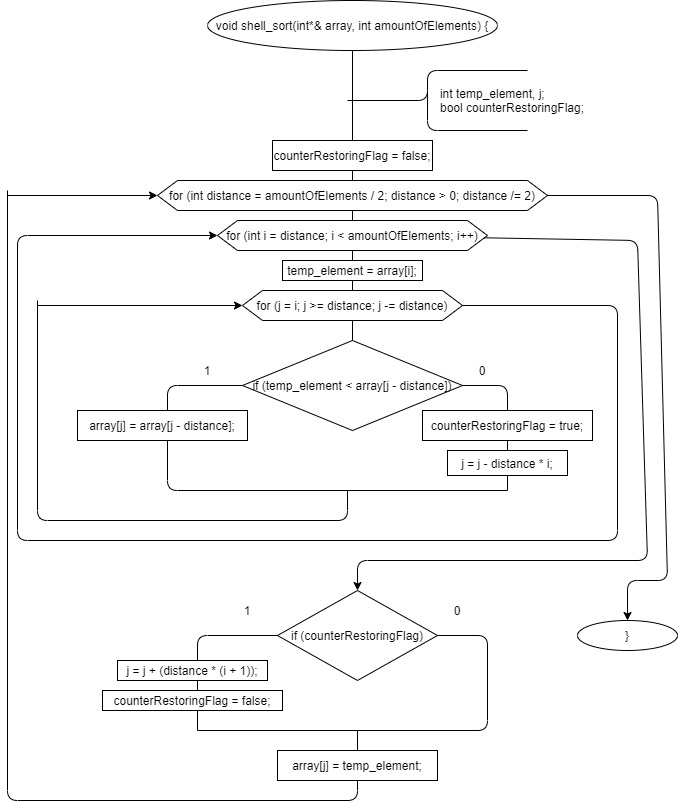 void shell_sort(int*& array, int amountOfElements) {
int temp_element, j;
bool counterRestoringFlag;
counterRestoringFlag = false;
for (int distance = amountOfElements / 2; distance > 0; distance /= 2)
for (int i = distance; i < amountOfElements; i++)
temp_element = array[i];
for (j = i; j >= distance; j -= distance)
1
0
if (temp_element < array[j - distance])
array[j] = array[j - distance];
counterRestoringFlag = true;
j = j - distance * i;
1
0
if (counterRestoringFlag)
}
j = j + (distance * (i + 1));
counterRestoringFlag = false;
array[j] = temp_element;